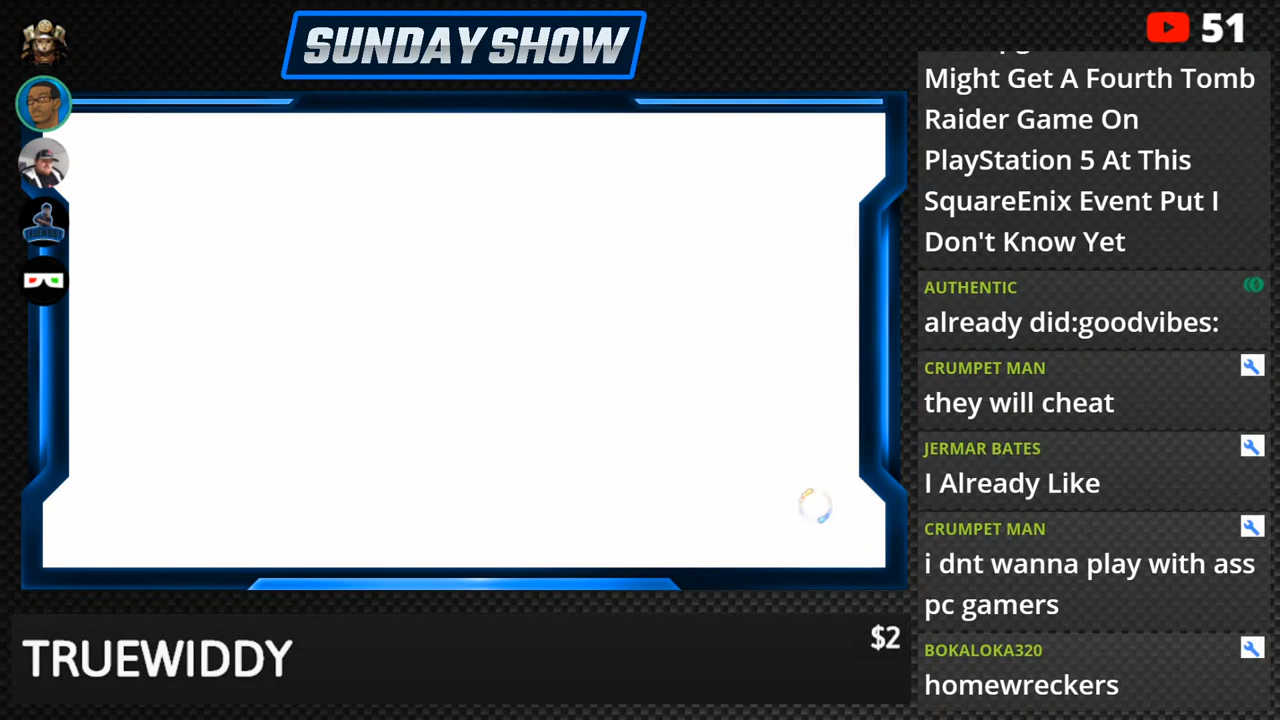 SUNDAY SHOW
51
Might Get A Fourth Tomb
Raider Game On
PlayStation 5 At This
SquareEnix Event Put I
Don't Know Yet
AUTHENTIC
already did:goodvibes:
CRUMPET MAN
they will cheat
JERMAR BATES
I Already Like
CRUMPET MAN
i dnt wanna play with ass
pc gamers
BOKALOKA320
homewreckers
TRUEWIDDY
TRUEWIDDY
$2